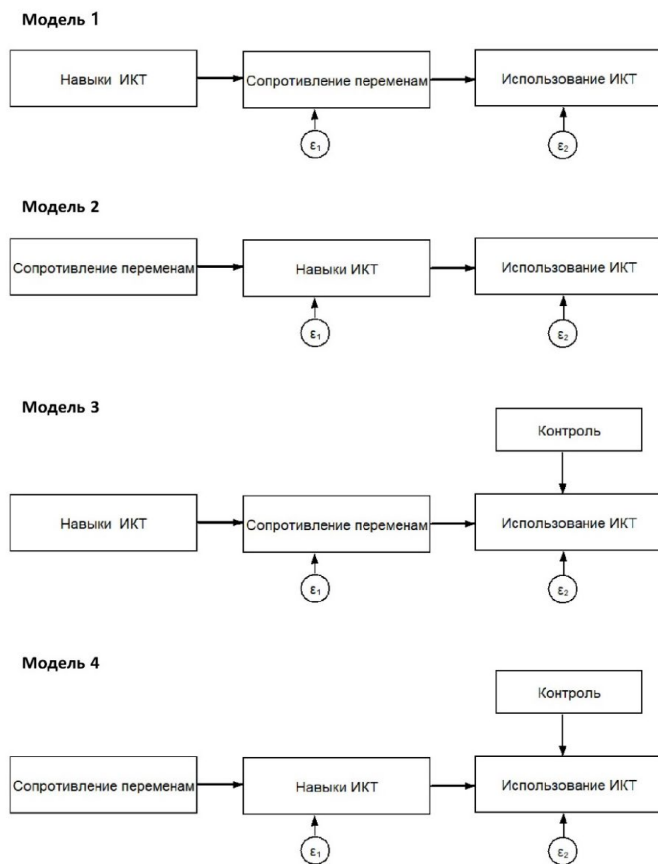 Модель 1
Навыки ИКТ
Сопротивление переменам
Использование ИКТ
ε₁
ε₂
Модель 2
Сопротивление переменам
Навыки ИКТ
Использование ИКТ
ε₁
ε₂
Модель 3
Контроль
Навыки ИКТ
Сопротивление переменам
Использование ИКТ
ε₁
ε₂
Модель 4
Контроль
Сопротивление переменам
Навыки ИКТ
Использование ИКТ
ε₁
ε₂